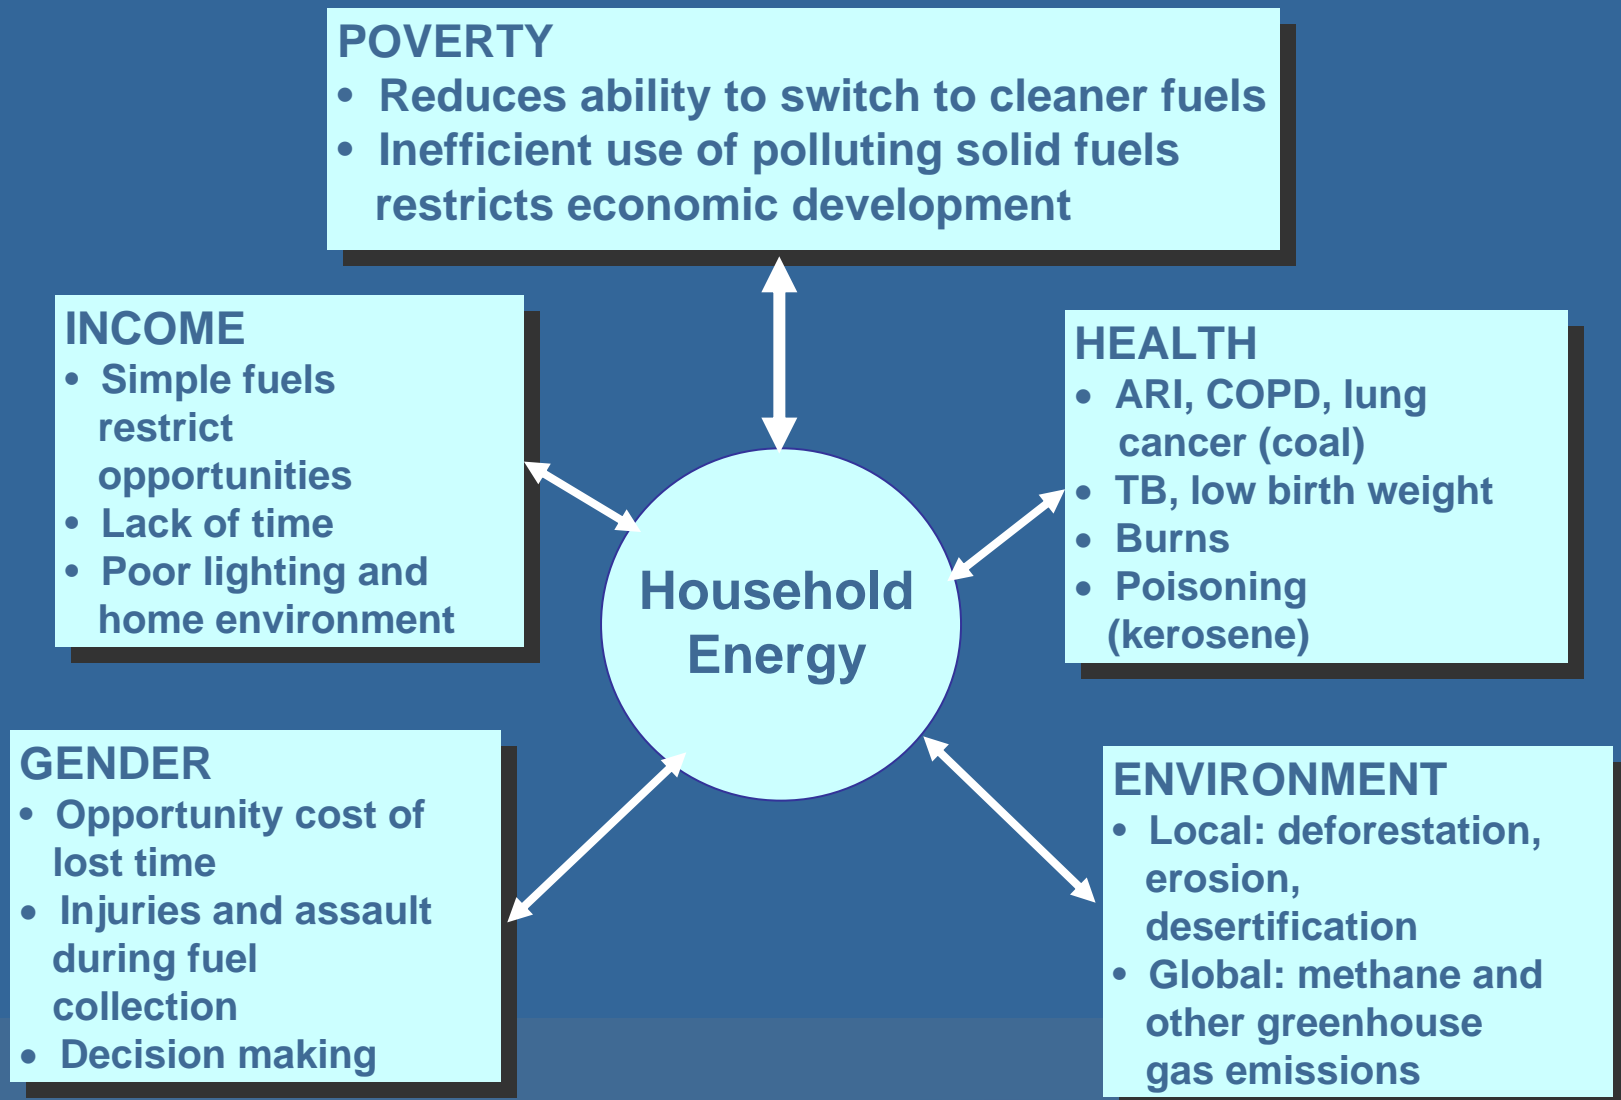 POVERTY
• Reduces ability to switch to cleaner fuels
• Inefficient use of polluting solid fuels
restricts economic development
INCOME
• Simple fuels
restrict
opportunities
• Lack of time
• Poor lighting and
home environment
HEALTH
• ARI, COPD, lung
cancer (coal)
• TB, low birth weight
• Burns
• Poisoning
(kerosene)
Household
Energy
GENDER
• Opportunity cost of
lost time
• Injuries and assault
during fuel
collection
• Decision making
ENVIRONMENT
• Local: deforestation,
erosion,
desertification
• Global: methane and
other greenhouse
gas emissions